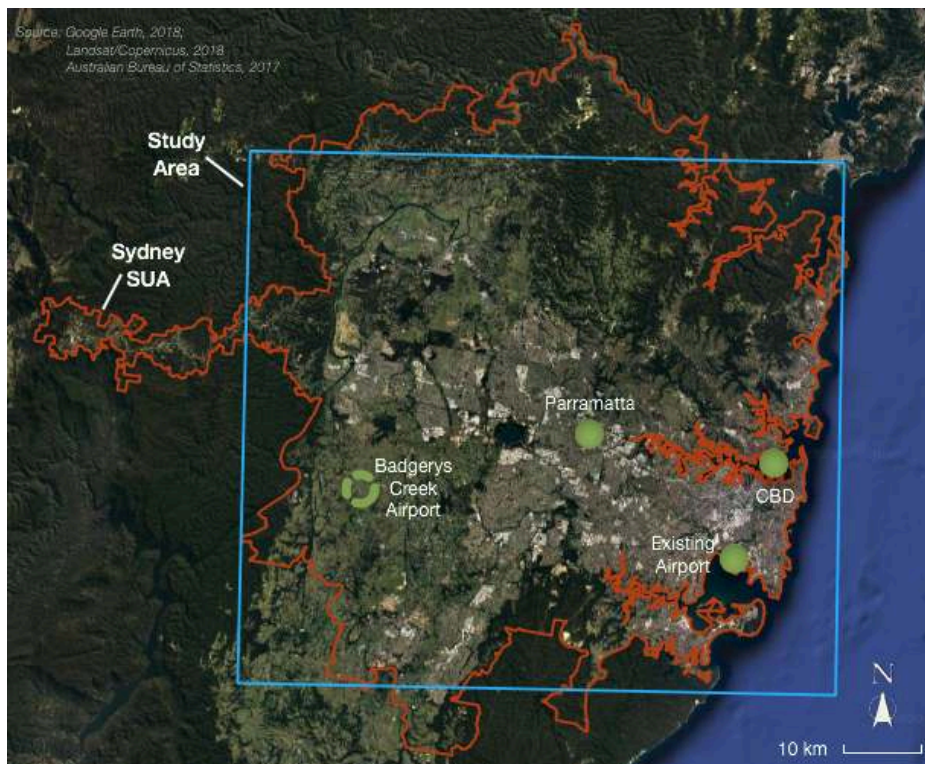 Source: Google Earth, 2018;
Landsat/Copernicus, 2018
Australian Bureau of Statistics, 2017
Study
Area
Sydney
SUA
Parramatta
Badgerys
Creek
Airport
CBD
Existing
Airport
N
10 km